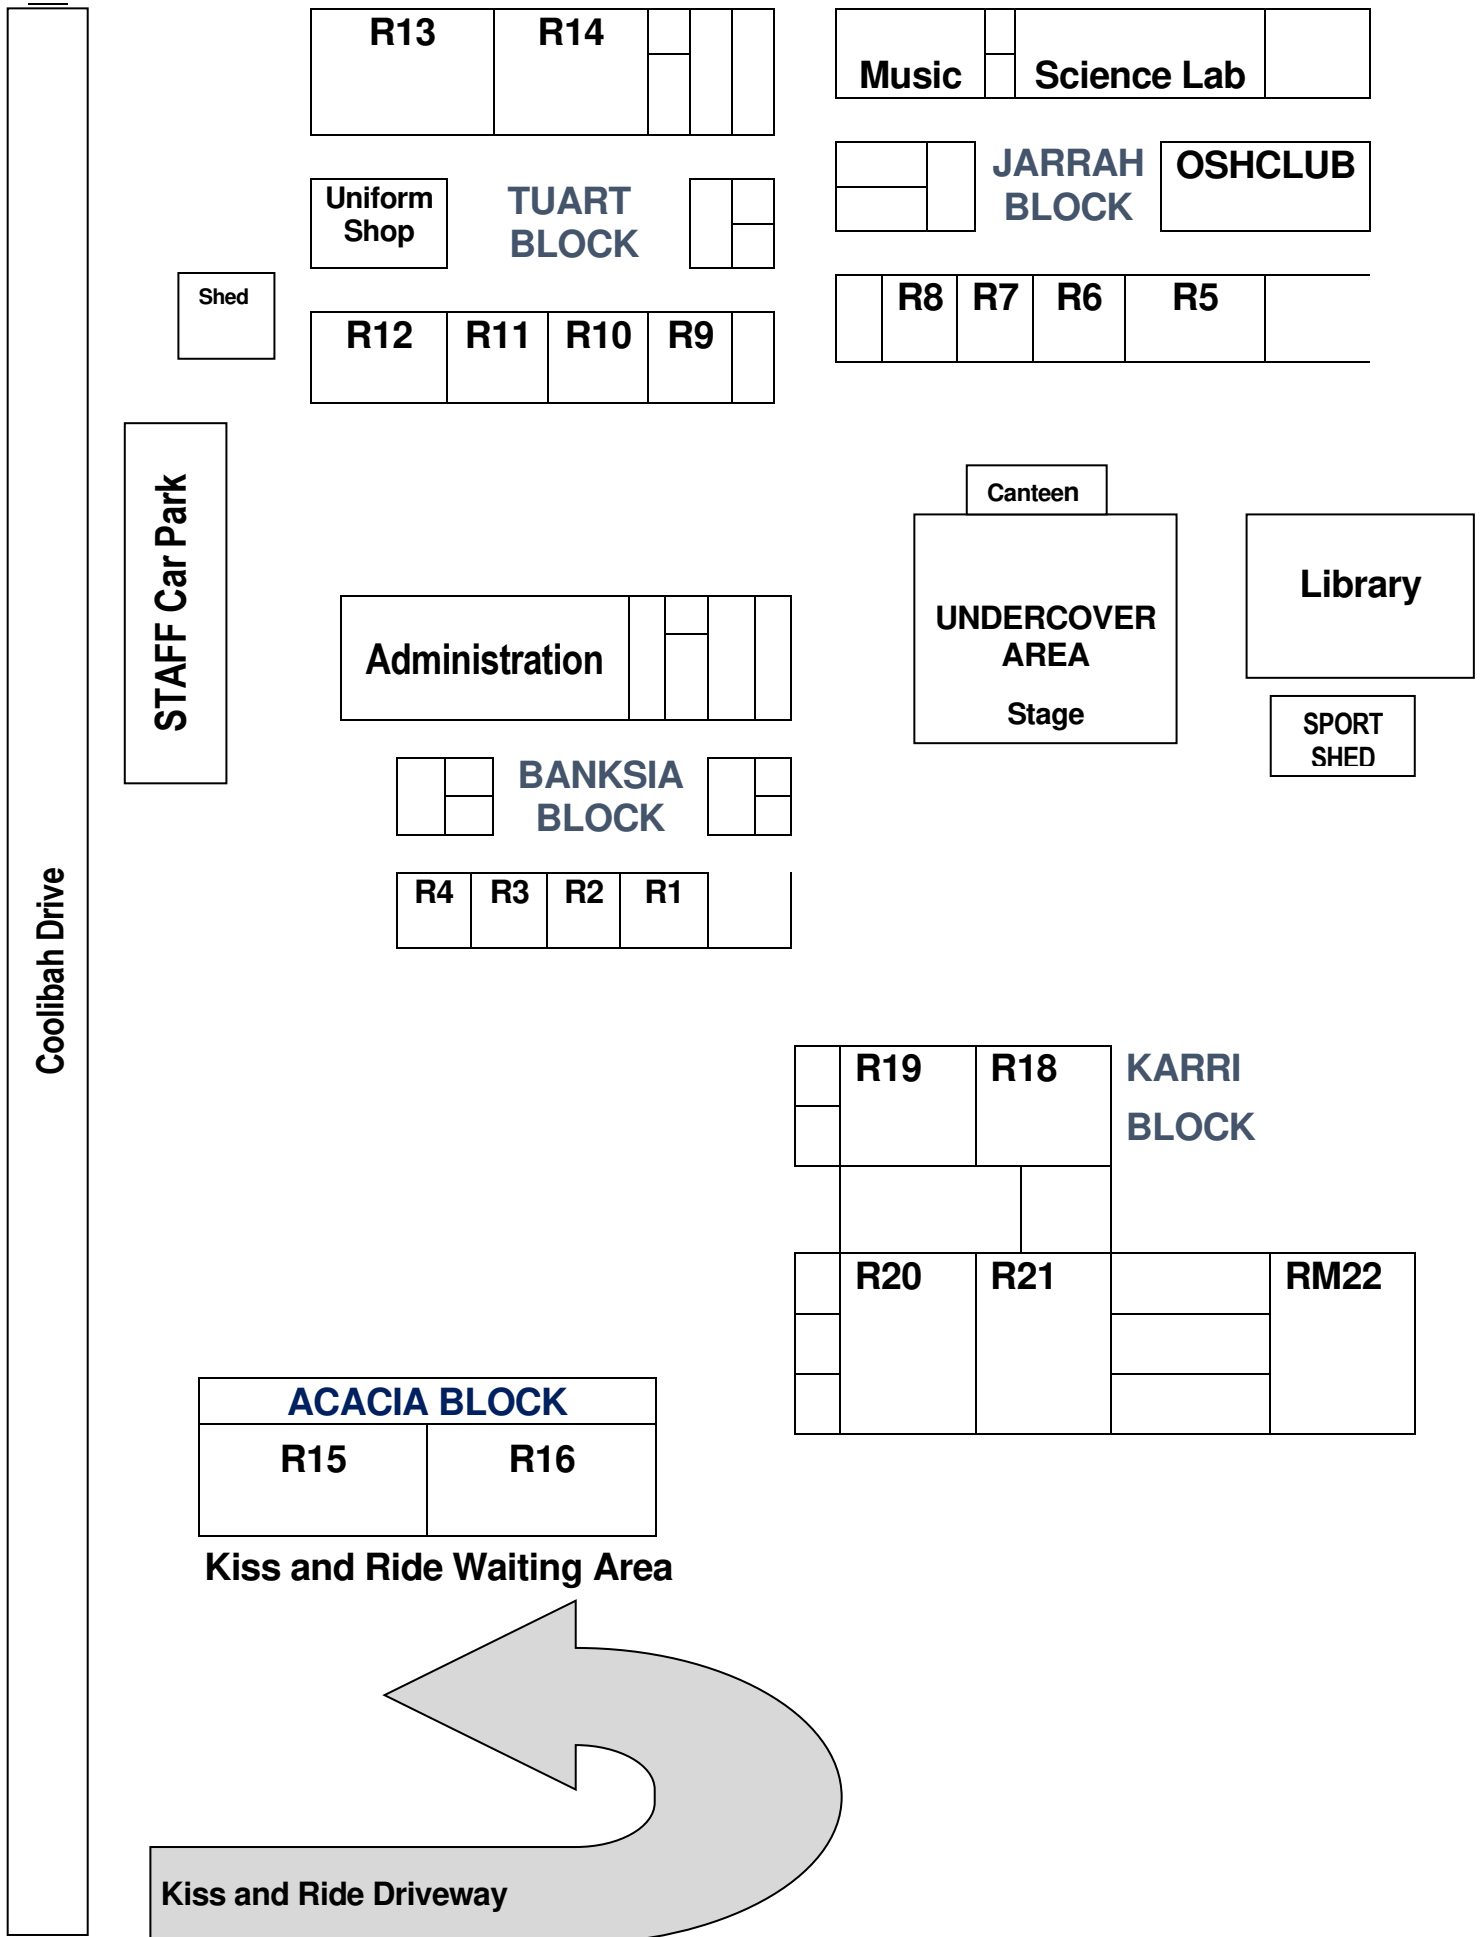 R13
R14
Music
Science Lab
Uniform
Shop
TUART
BLOCK
JARRAH
BLOCK
OSHCLUB
Shed
R12
R11
R10
R9
R8
R7
R6
R5
STAFF Car Park
Canteen
UNDERCOVER
AREA
Stage
Library
SPORT
SHED
Administration
BANKSIA
BLOCK
R4
R3
R2
R1
Coolibah Drive
R19
R18
KARRI
BLOCK
R20
R21
RM22
ACACIA BLOCK
R15
R16
Kiss and Ride Waiting Area
Kiss and Ride Driveway